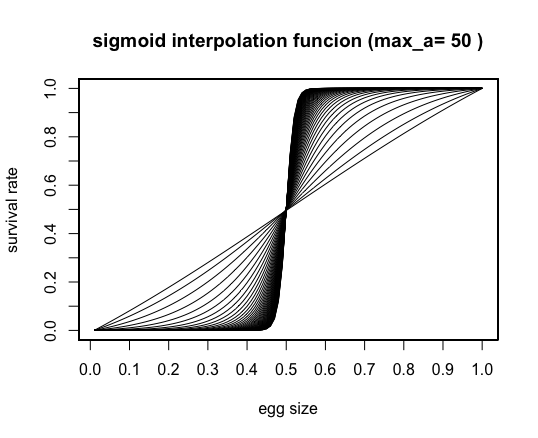 sigmoid interpolation funcion (max_a= 50 )
survival rate
1.0
0.8
0.6
0.4
0.2
0.0
0.0 0.1 0.2 0.3 0.4 0.5 0.6 0.7 0.8 0.9 1.0
egg size